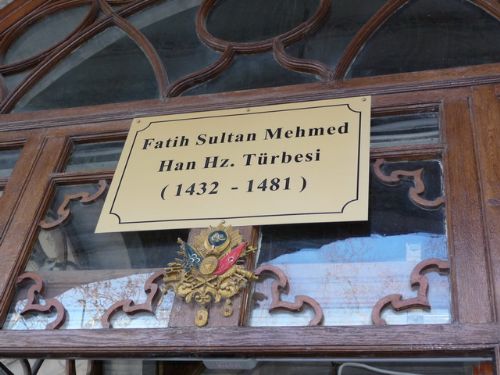 Fatih Sultan Mehmed
Han Hz. Türbesi
( 1432 - 1481 )